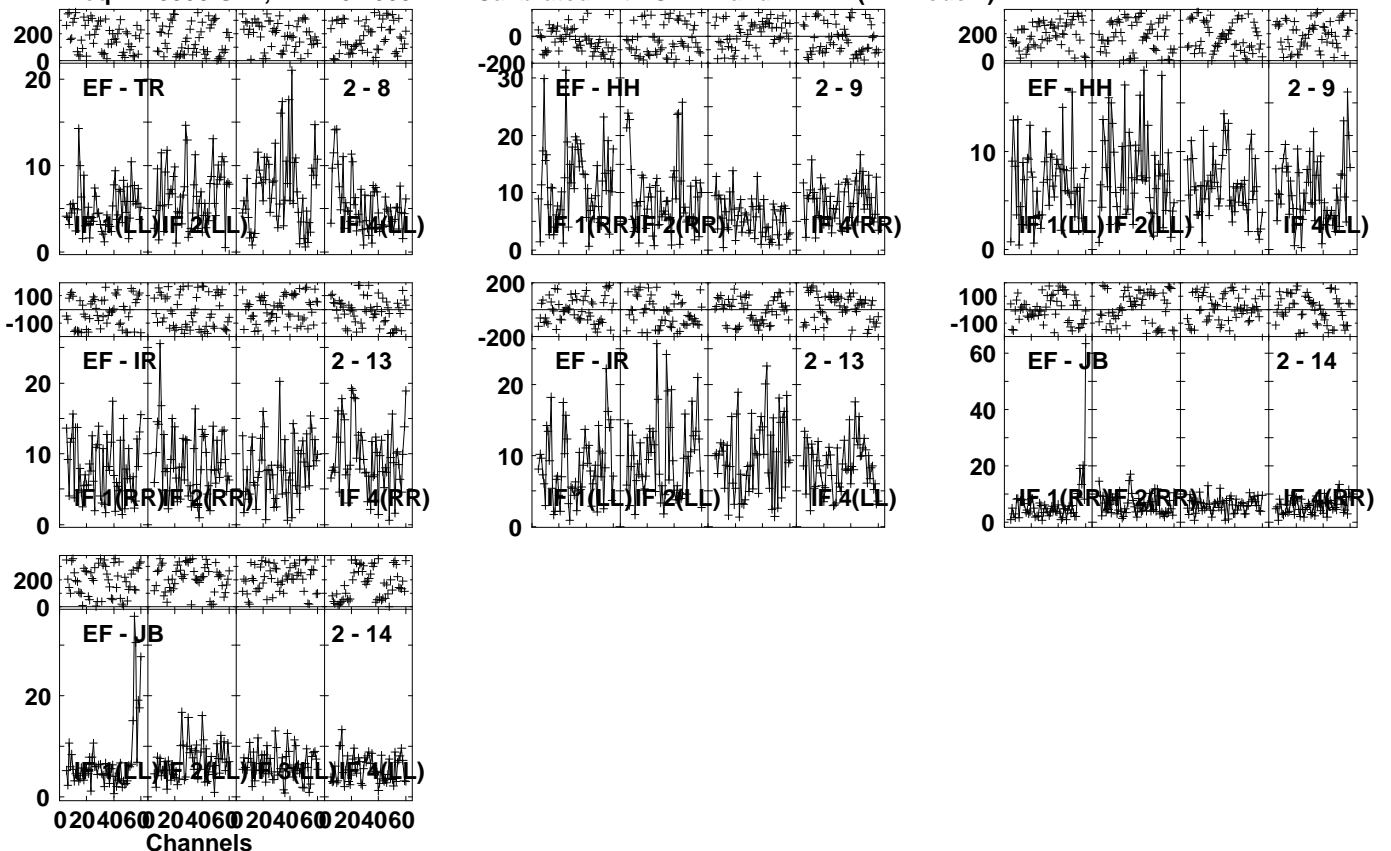 200
0
20
10
0
EF - TR
2 - 8
IF 1(LL)
IF 2(LL)
IF 4(LL)
0
-200
30
20
10
0
EF - HH
2 - 9
IF 1(RR)
IF 2(RR)
IF 4(RR)
200
0
10
0
EF - HH
2 - 9
IF 1(LL)
IF 2(LL)
IF 4(LL)
100
-100
20
10
0
EF - IR
2 - 13
IF 1(RR)
IF 2(RR)
IF 4(RR)
200
-200
20
10
0
EF - IR
2 - 13
IF 1(LL)
IF 2(LL)
IF 4(LL)
100
-100
60
40
20
0
EF - JB
2 - 14
IF 1(RR)
IF 2(RR)
IF 4(RR)
200
0
20
0
EF - JB
2 - 14
IF 1(LL)
IF 2(LL)
IF 3(LL)
IF 4(LL)
0 20 40 60 0 20 40 60 0 20 40 60 0 20 40 60
Channels